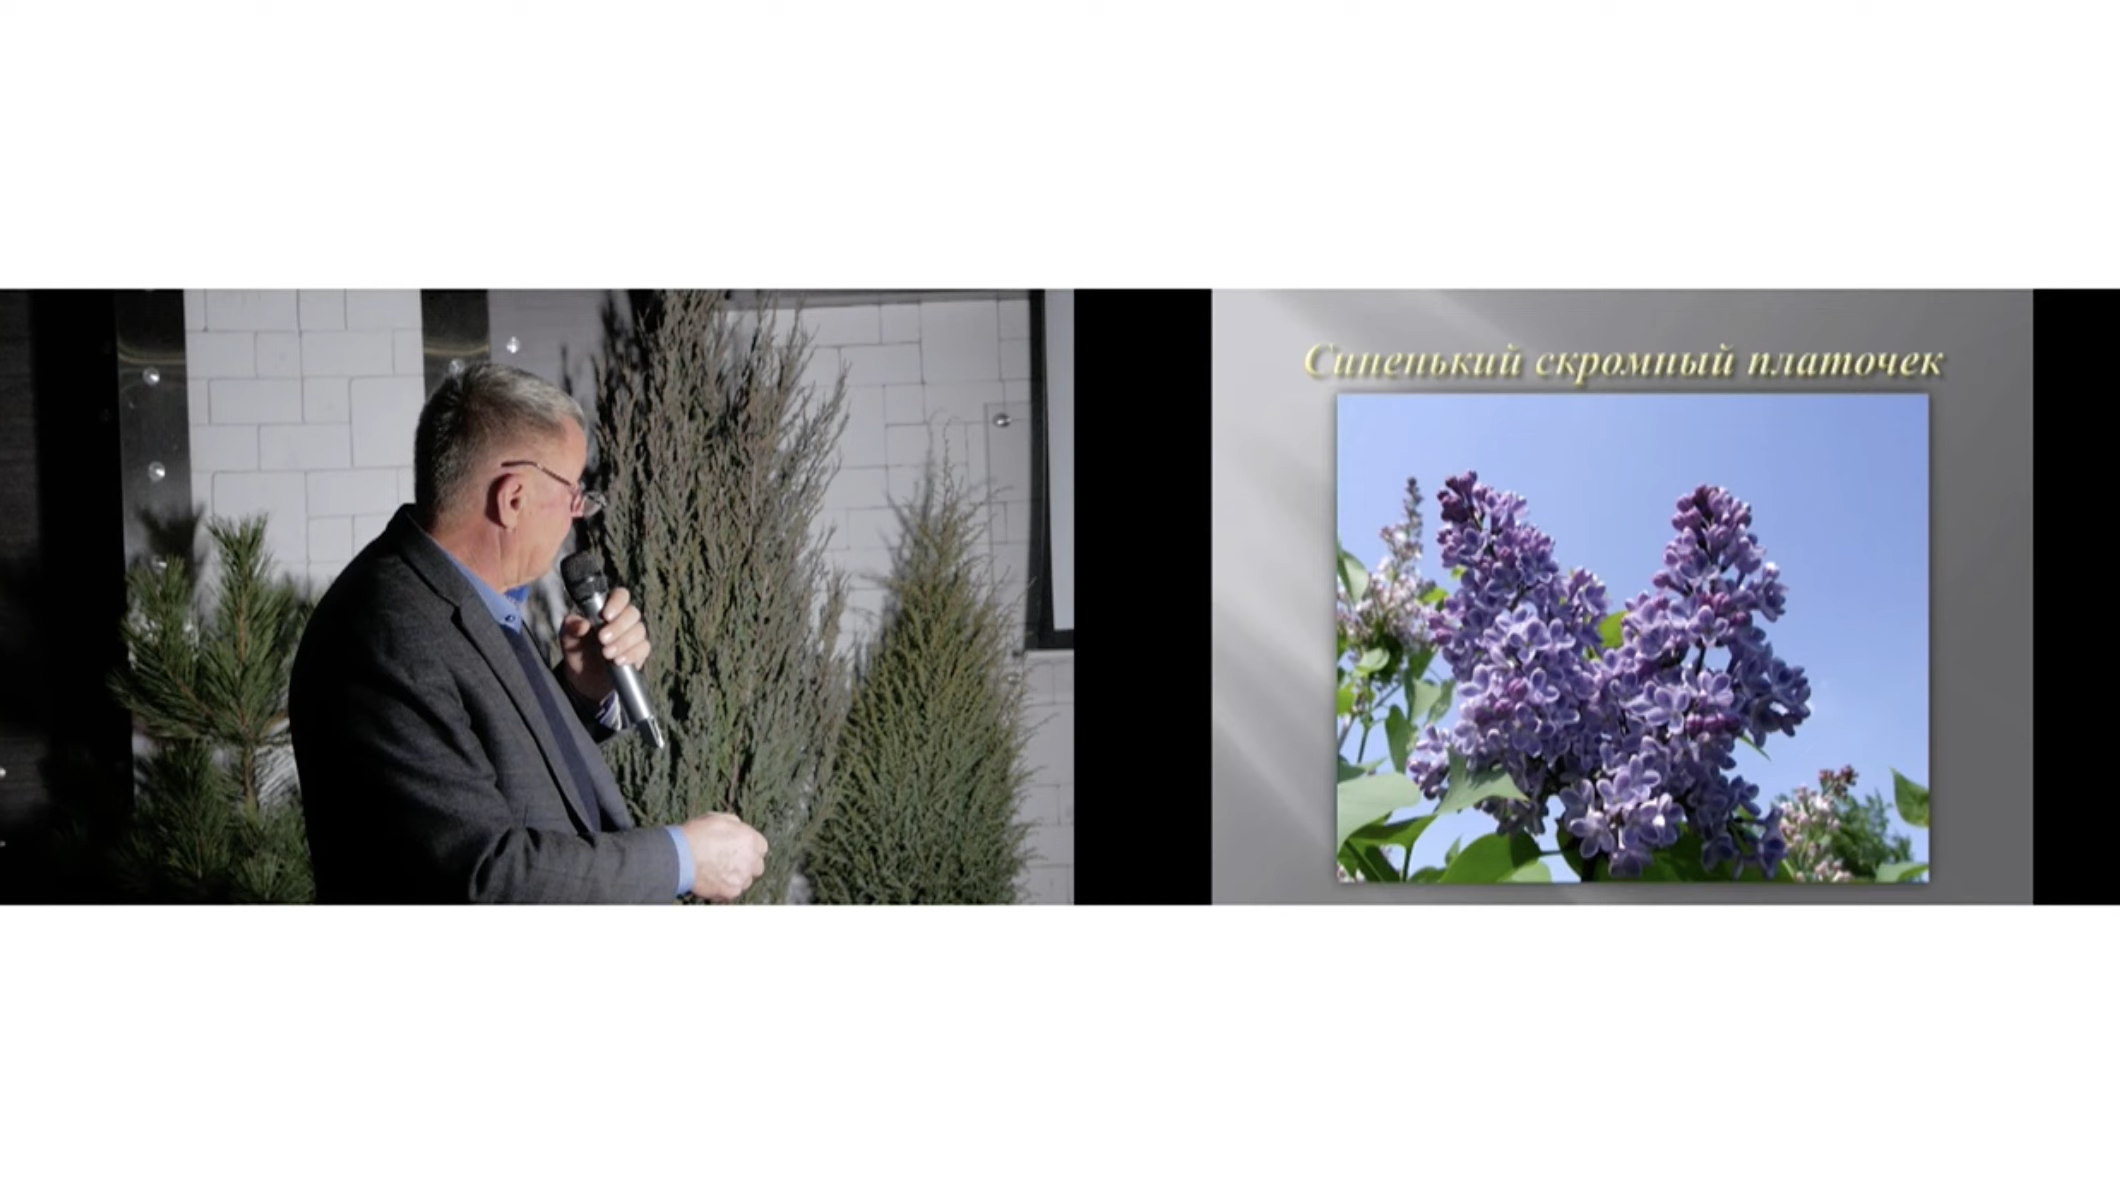 Синенький скромный платочек